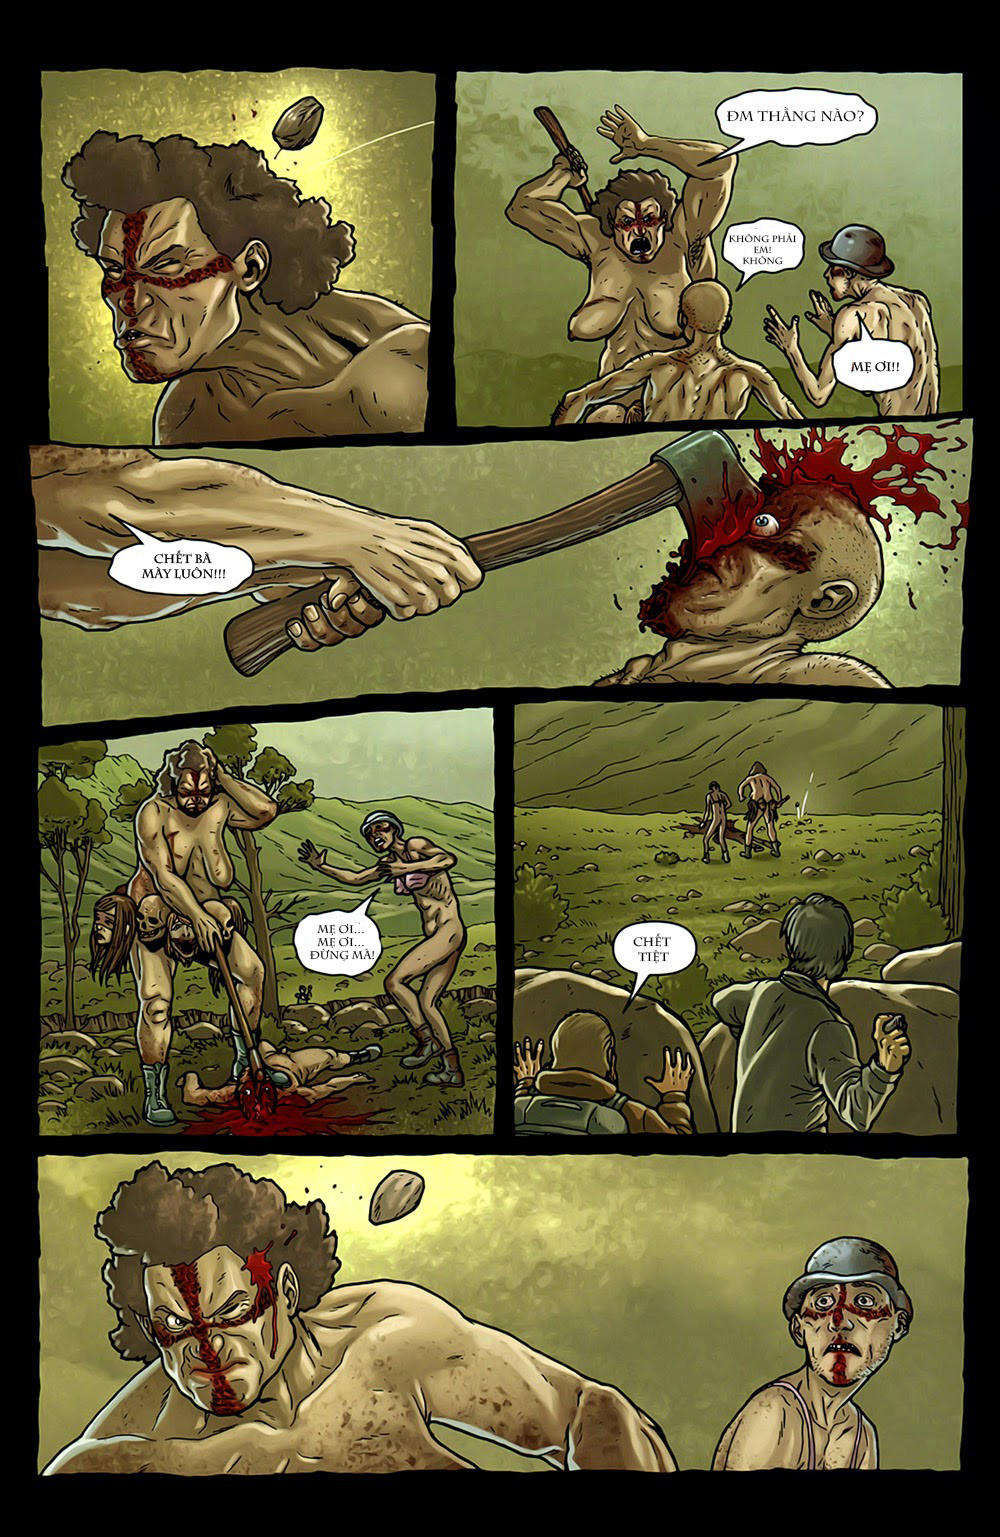 ĐM THẰNG NÀO?
KHÔNG PHẢI
EM!
KHÔNG
MẸ ƠI!!
CHẾT BÀ
MÀY LUÔN!!!
MẸ ƠI...
MẸ ƠI...
ĐỪNG MÀ!
CHẾT
TIỆT